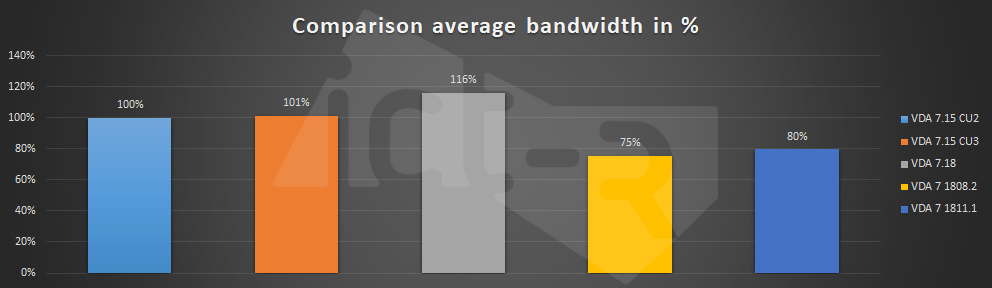 Comparison average bandwidth in %
140%
120%
100%
80%
60%
40%
20%
0%
100%
101%
116%
75%
80%
VDA 7.15 CU2
VDA 7.15 CU3
VDA 7.18
VDA 7 1808.2
VDA 7 1811.1